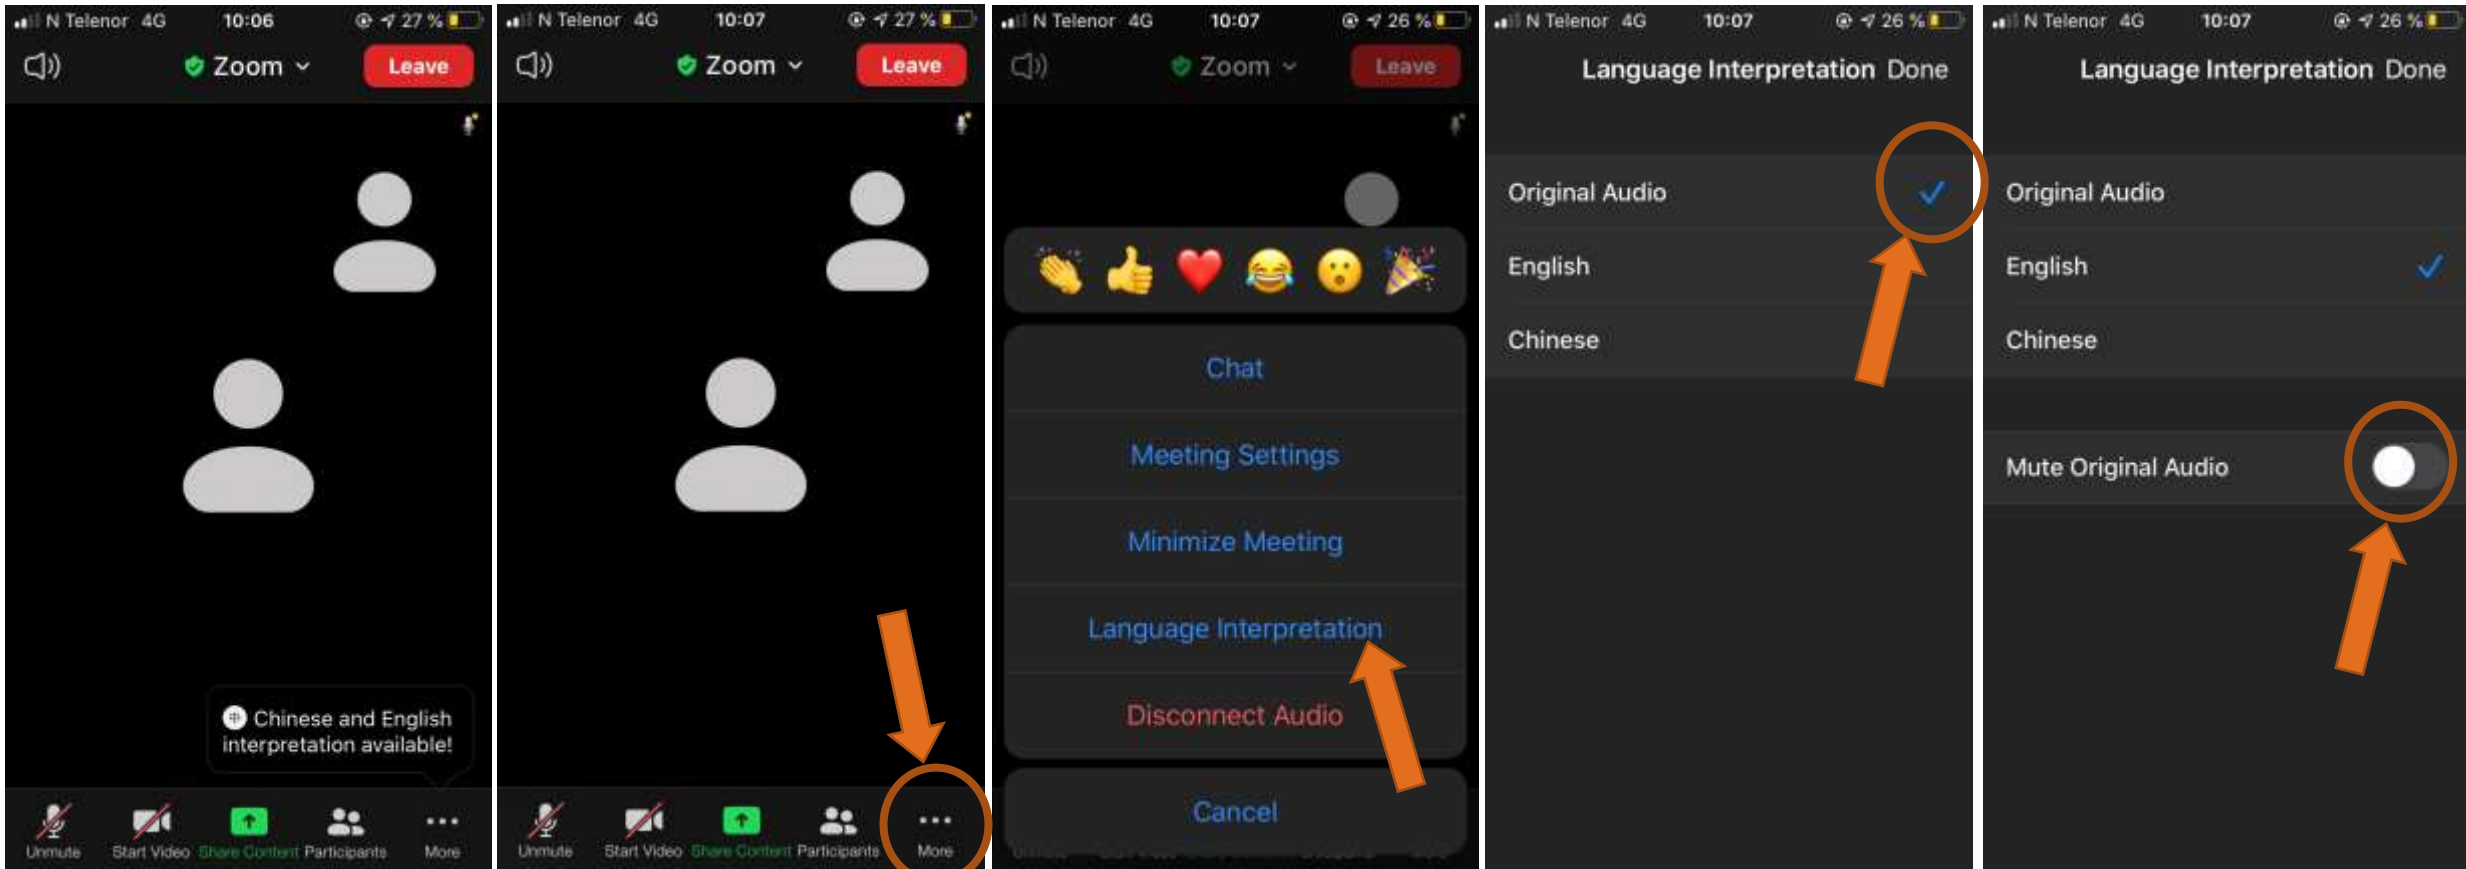 N Telenor 4G 10:06 27 %
Zoom Leave
Chinese and English
interpretation available!
Unmute Start Video Share Content Participants More
N Telenor 4G 10:07 27 %
Zoom Leave
Unmute Start Video Share Content Participants More
N Telenor 4G 10:07 26 %
Zoom Leave
Chat
Meeting Settings
Minimize Meeting
Language Interpretation
Disconnect Audio
Cancel
N Telenor 4G 10:07 26 %
Language Interpretation Done
Original Audio
English
Chinese
N Telenor 4G 10:07 26 %
Language Interpretation Done
Original Audio
English
Chinese
Mute Original Audio